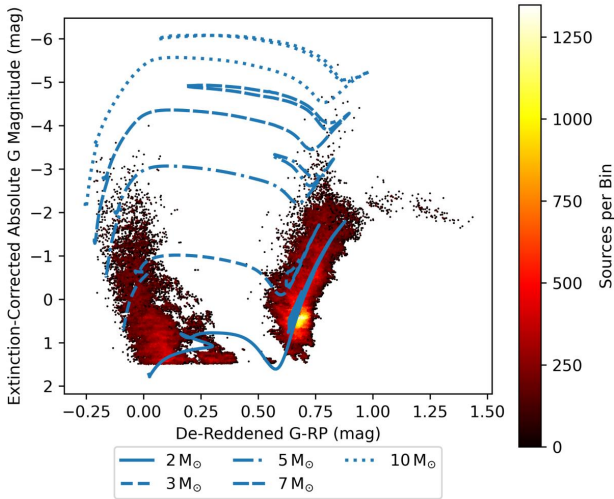 Extinction-Corrected Absolute G Magnitude (mag)
−6
−5
−4
−3
−2
−1
0
1
2
−0.25 0.00 0.25 0.50 0.75 1.00 1.25 1.50
De-Reddened G-RP (mag)
1250
1000
750
500
250
0
Sources per Bin
2 M⊙ 5 M⊙ 10 M⊙
3 M⊙ 7 M⊙